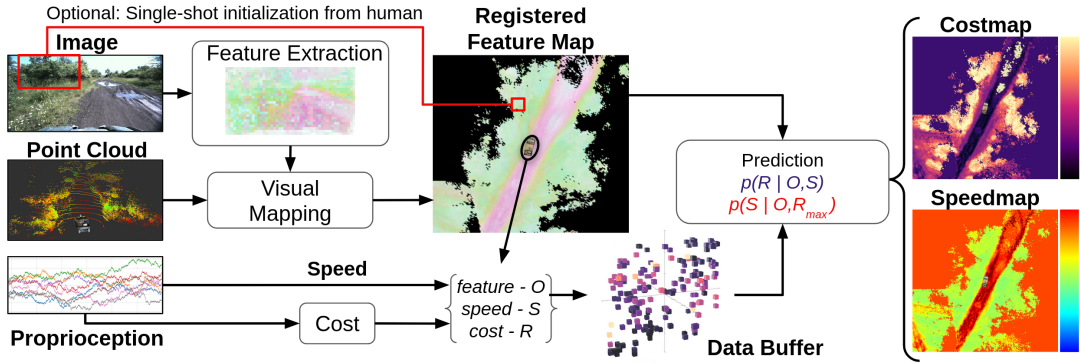 Optional: Single-shot initialization from human
Image
Feature Extraction
Registered
Feature Map
Costmap
Point Cloud
Visual
Mapping
Prediction
p(R | O,S)
p(S | O,Rmax)
Speedmap
Speed
feature - O
speed - S
cost - R
Cost
Proprioception
Data Buffer